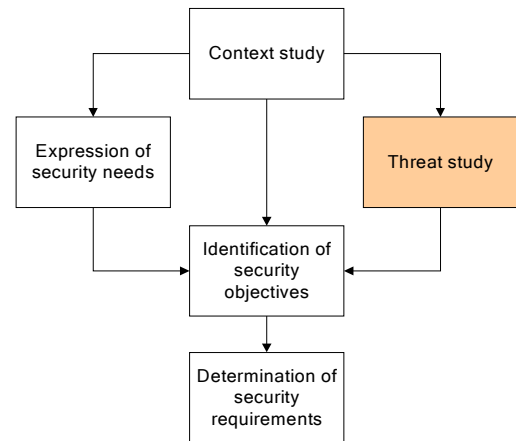 Context study
Expression of
security needs
Threat study
Identification of
security
objectives
Determination of
security
requirements